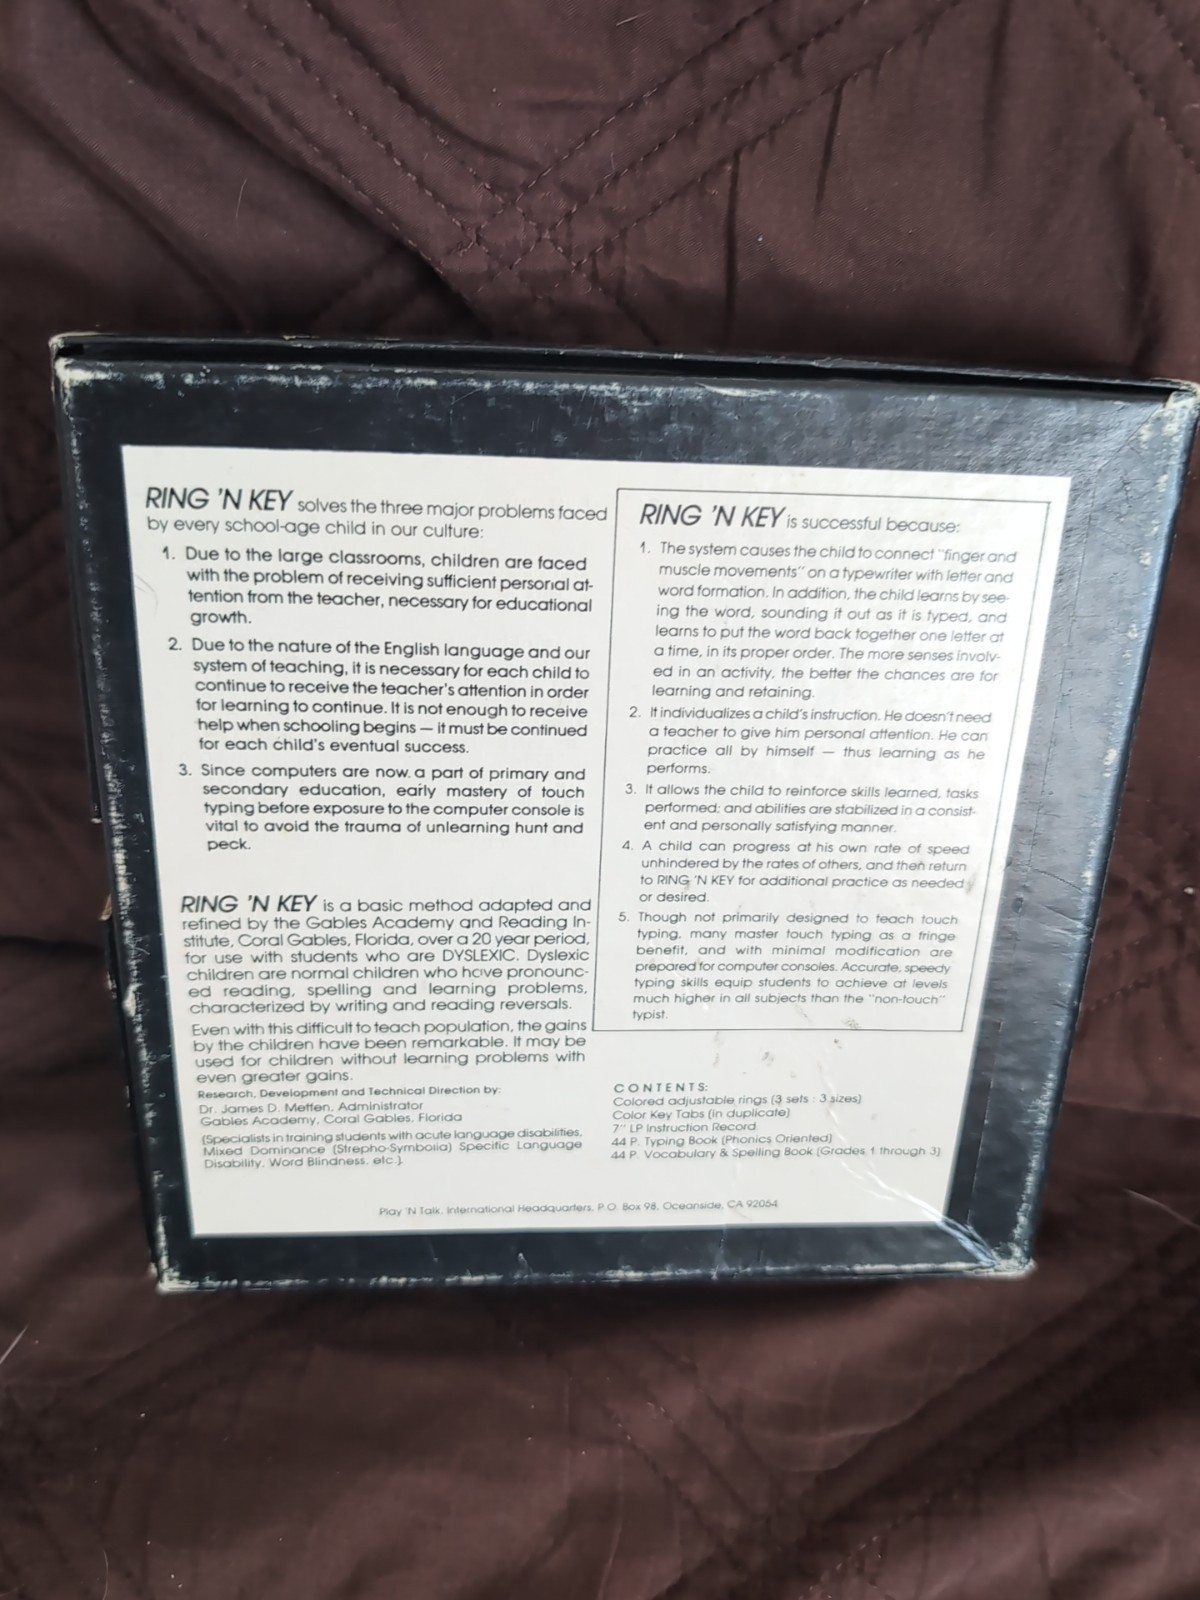 RING 'N KEY solves the three major problems faced
by every school-age child in our culture:
1. Due to the large classrooms, children are faced
with the problem of receiving sufficient personal at-
tention from the teacher, necessary for educational
growth.
2. Due to the nature of the English language and our
system of teaching, it is necessary for each child to
continue to receive the teacher's attention in order
for learning to continue. It is not enough to receive
help when schooling begins — it must be continued
for each child's eventual success.
3. Since computers are now a part of primary and
secondary education, early mastery of touch
typing before exposure to the computer console is
vital to avoid the trauma of unlearning hunt and
peck.
RING 'N KEY is a basic method adapted and
refined by the Gables Academy and Reading In-
stitute, Coral Gables, Florida, over a 20 year period,
for use with students who are DYSLEXIC. Dyslexic
children are normal children who have pronounc-
ed reading, spelling and learning problems,
characterized by writing and reading reversals.
Even with this difficult to teach population, the gains
by the children have been remarkable. It may be
used for children without learning problems with
even greater gains.
Research, Development and Technical Direction by:
Dr. James D. Metten, Administrator
Gables Academy, Coral Gables, Florida
(Specialists in training students with acute language disabilities,
Mixed Dominance (Strepho-Symbolia) Specific Language
Disability, Word Blindness, etc.).
RING 'N KEY is successful because:
1. The system causes the child to connect "finger and
muscle movements" on a typewriter with letter and
word formation. In addition, the child learns by see-
ing the word, sounding it out as it is typed, and
learns to put the word back together one letter at
a time, in its proper order. The more senses involv-
ed in an activity, the better the chances are for
learning and retaining.
2. It individualizes a child's instruction. He doesn't need
a teacher to give him personal attention. He can
practice all by himself — thus learning as he
performs.
3. It allows the child to reinforce skills learned, tasks
performed; and abilities are stabilized in a consist-
ent and personally satisfying manner.
4. A child can progress at his own rate of speed
unhindered by the rates of others, and then return
to RING 'N KEY for additional practice as needed
or desired.
5. Though not primarily designed to teach touch
typing, many master touch typing as a fringe
benefit, and with minimal modification are
prepared for computer consoles. Accurate, speedy
typing skills equip students to achieve at levels
much higher in all subjects than the "non-touch"
typist.
CONTENTS:
Colored adjustable rings (3 sets : 3 sizes)
Color Key Tabs (in duplicate)
7" LP Instruction Record
44 P. Typing Book (Phonics Oriented)
44 P. Vocabulary & Spelling Book (Grades 1 through 3)
Play 'N Talk, International Headquarters, P.O. Box 98, Oceanside, CA 92054